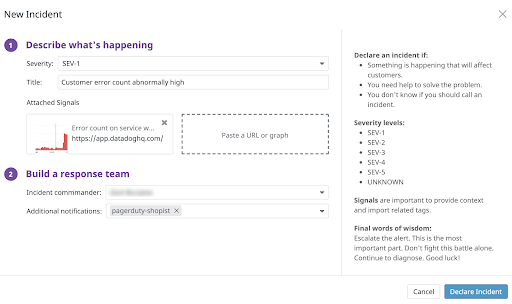 New Incident
1 Describe what's happening
Severity: SEV-1
Title: Customer error count abnormally high
Attached Signals
Error count on service w...
https://app.datadoghq.com/
Paste a URL or graph
2 Build a response team
Incident commmander:
Additional notifications: pagerduty-shopist
Declare an incident if:
Something is happening that will affect
customers.
You need help to solve the problem.
You don't know if you should call an
incident.
Severity levels:
SEV-1
SEV-2
SEV-3
SEV-4
SEV-5
UNKNOWN
Signals are important to provide context
and import related tags.
Final words of wisdom:
Escalate the alert. This is the most
important part. Don't fight this battle alone.
Continue to diagnose. Good luck!
Cancel
Declare Incident